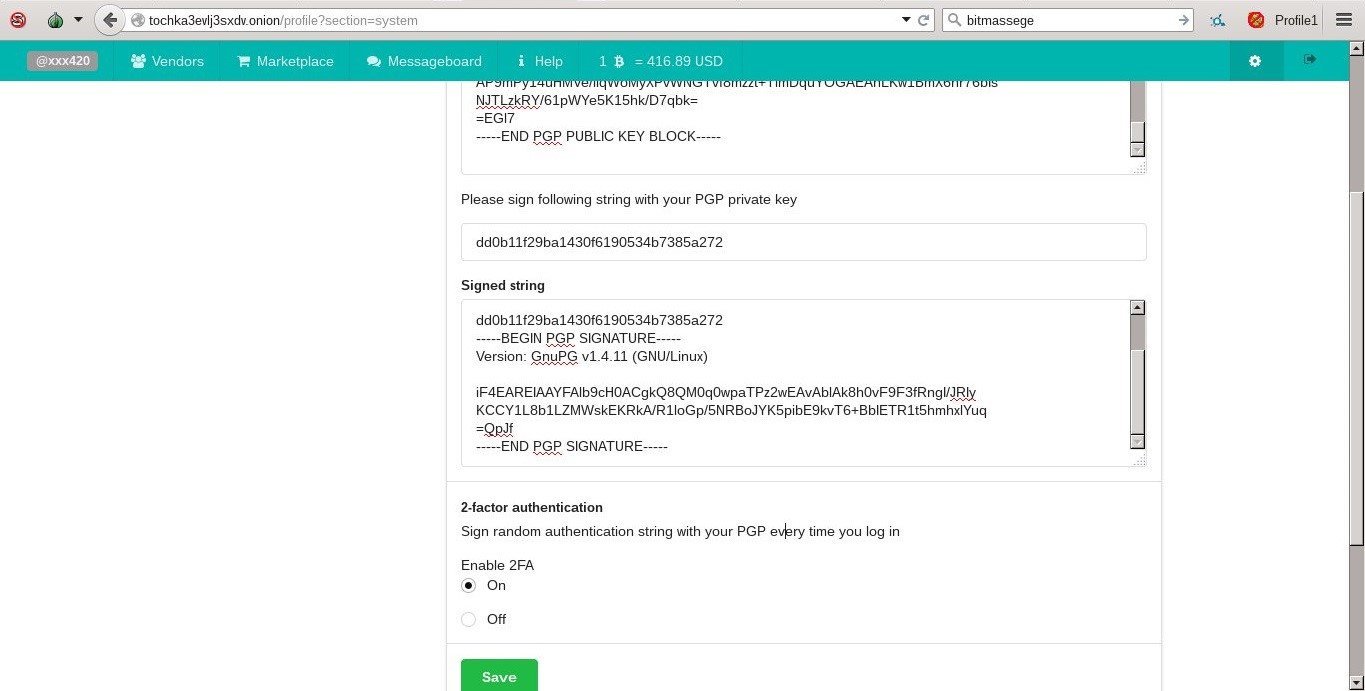 tochka3evlj3sxdv.onion/profile?section=system
bitmassege
Profile1
@xxx420 Vendors Marketplace Messageboard Help 1 = 416.89 USD
NJTLzkRY/61pWYe5K15hk/D7qbk=
=EGl7
-----END PGP PUBLIC KEY BLOCK-----
Please sign following string with your PGP private key
dd0b11f29ba1430f6190534b7385a272
Signed string
dd0b11f29ba1430f6190534b7385a272
-----BEGIN PGP SIGNATURE-----
Version: GnuPG v1.4.11 (GNU/Linux)
iF4EAREIAAYFAlb9cH0ACgkQ8QM0q0wpaTPz2wEAvAblAk8h0vF9F3fRngl/JRly
KCCY1L8b1LZMWskEKRkA/R1loGp/5NRBoJYK5pibE9kvT6+BblETR1t5hmhxlYuq
=QpJf
-----END PGP SIGNATURE-----
2-factor authentication
Sign random authentication string with your PGP every time you log in
Enable 2FA
On
Off
Save